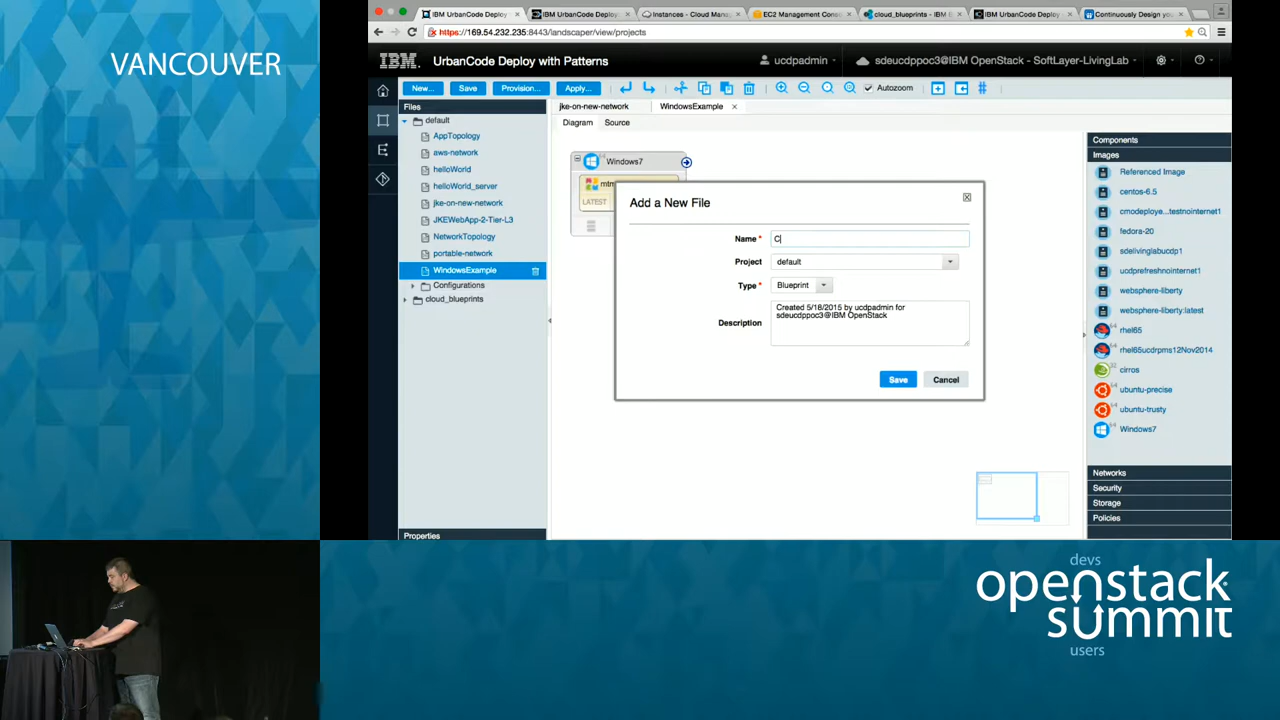 VANCOUVER
IBM UrbanCode Deploy
IBM UrbanCode Deploy
Instances - Cloud Mana
EC2 Management Cons
cloud_blueprints - IBM
IBM UrbanCode Deploy
Continuously Design you
https://169.54.232.235:8443/landscaper/view/projects
IBM UrbanCode Deploy with Patterns
ucdpadmin
sdeucdppoc3@IBM OpenStack - SoftLayer-LivingLab
New...
Save
Provision...
Apply...
Autozoom
Files
default
AppTopology
aws-network
helloWorld
helloWorld_server
jke-on-new-network
JKEWebApp-2-Tier-L3
NetworkTopology
portable-network
WindowsExample
Configurations
cloud_blueprints
Properties
jke-on-new-network
WindowsExample
Diagram
Source
Windows7
LATEST
Add a New File
Name *
C
Project
default
Type *
Blueprint
Description
Created 5/18/2015 by ucdpadmin for
sdeucdppoc3@IBM OpenStack
Save
Cancel
Components
Images
Referenced Image
centos-6.5
cmodeploye...testnointernet1
fedora-20
sdelivinglabucdp1
ucdprefreshnointernet1
websphere-liberty
websphere-liberty:latest
rhel65
rhel65ucdrpms12Nov2014
cirros
ubuntu-precise
ubuntu-trusty
Windows7
Networks
Security
Storage
Policies
devs
openstack
summit
users